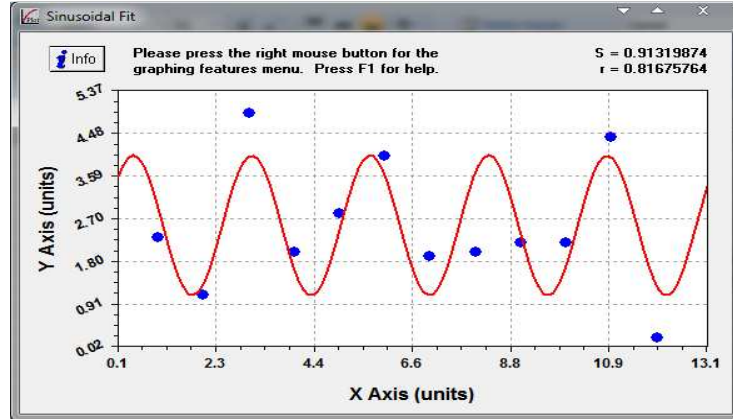 Sinusoidal Fit
Info
Please press the right mouse button for the
graphing features menu. Press F1 for help.
S = 0.91319874
r = 0.81675764
5.37
4.48
3.59
2.70
1.80
0.91
0.02
Y Axis (units)
0.1 2.3 4.4 6.6 8.8 10.9 13.1
X Axis (units)